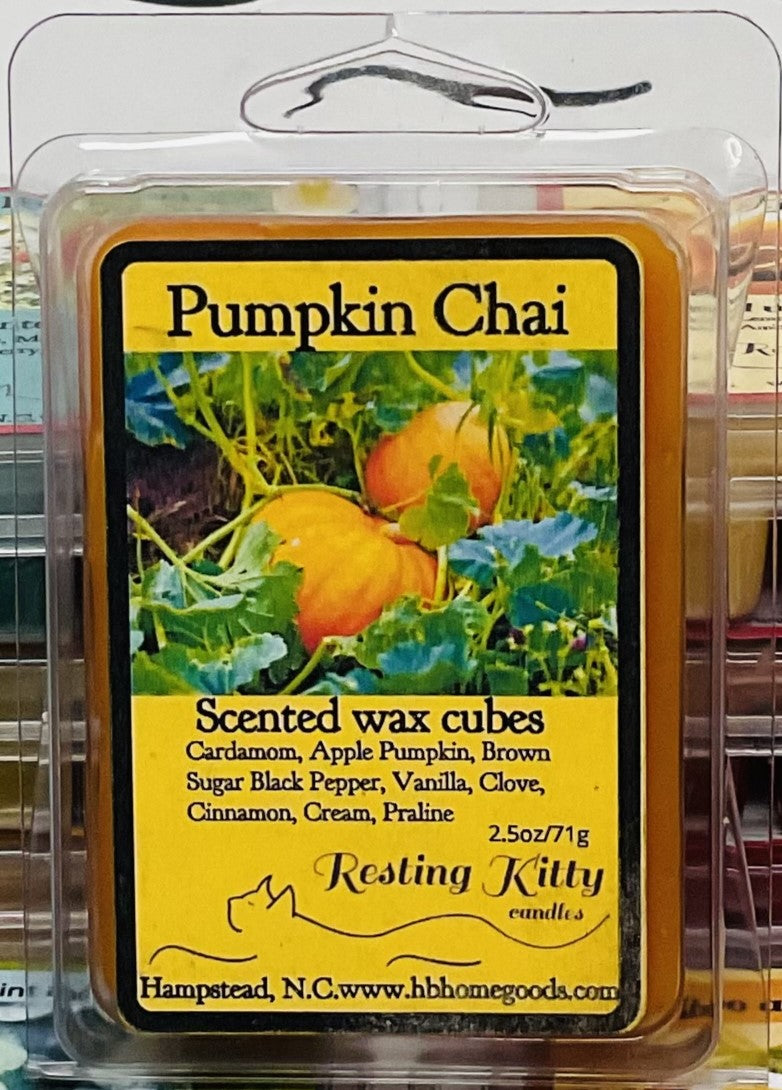 Pumpkin Chai
Scented wax cubes
Cardamom, Apple Pumpkin, Brown
Sugar Black Pepper, Vanilla, Clove,
Cinnamon, Cream, Praline
2.5oz/71g
Resting Kitty
candles
Hampstead, N.C.www.hbhomegoods.com